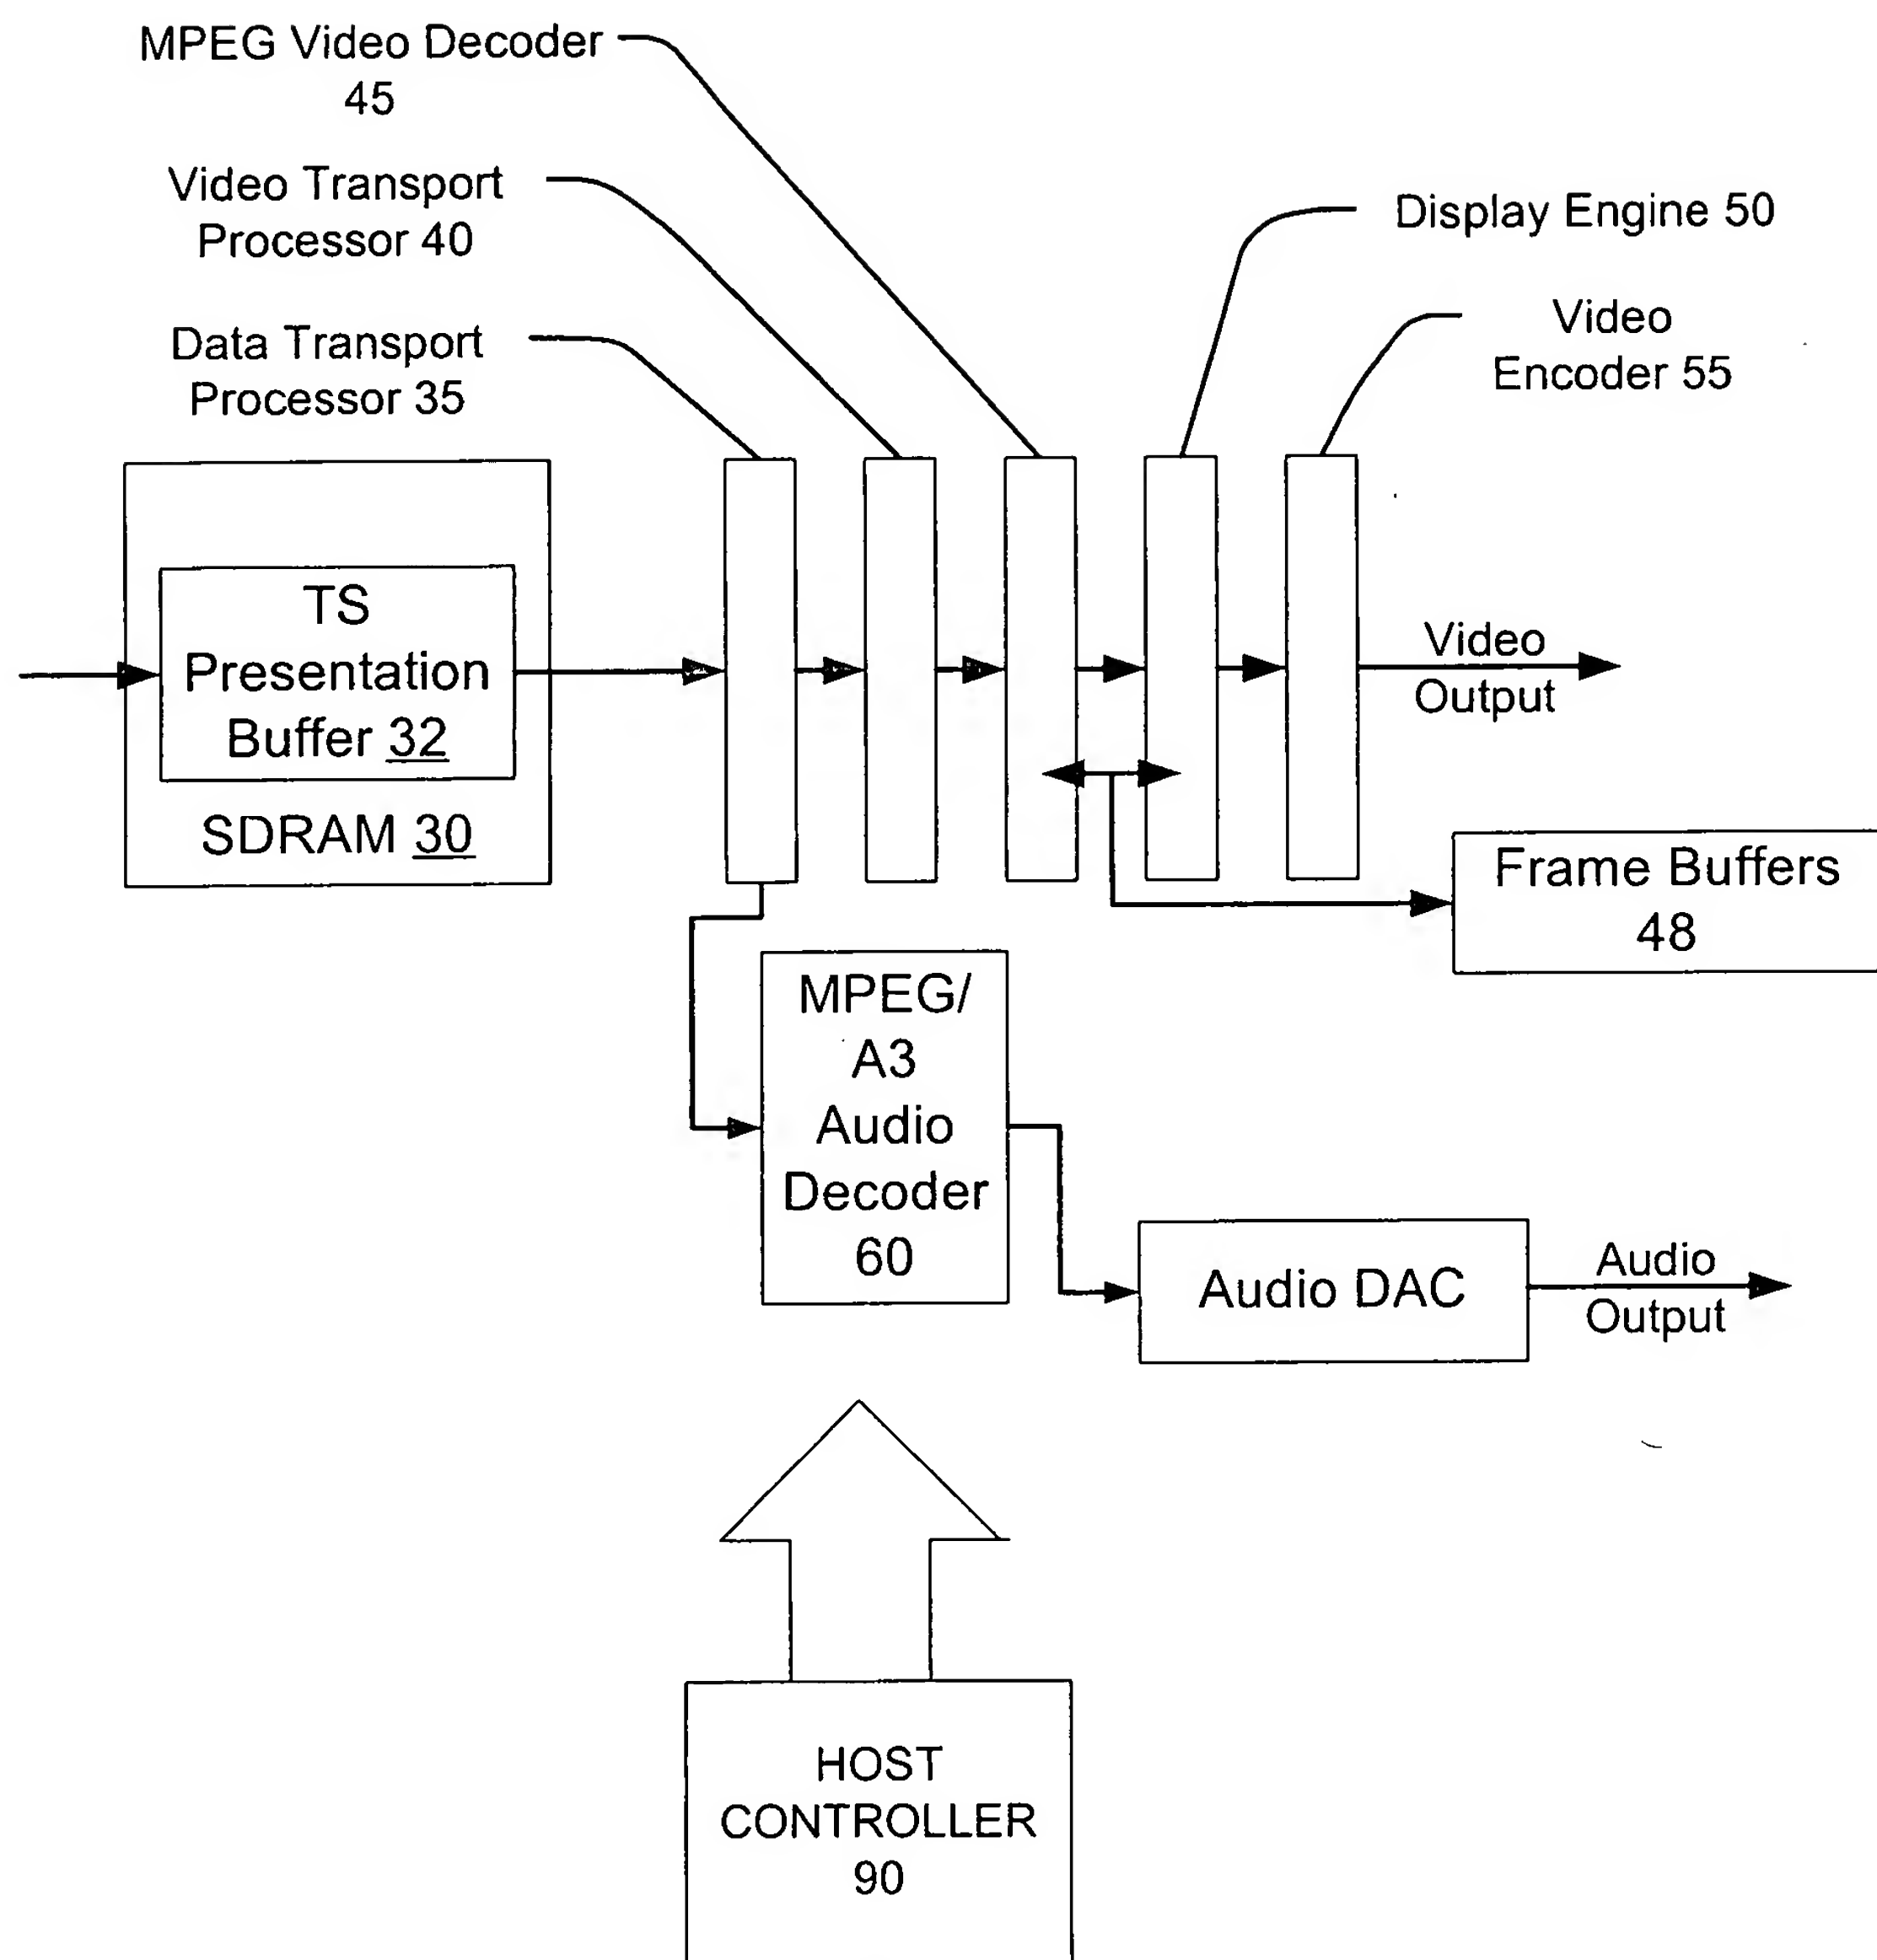 MPEG Video Decoder
45
Video Transport
Processor 40
Data Transport
Processor 35
Display Engine 50
Video
Encoder 55
TS
Presentation
Buffer 32
SDRAM 30
Video
Output
Frame Buffers
48
MPEG/
A3
Audio
Decoder
60
Audio DAC
Audio
Output
HOST
CONTROLLER
90